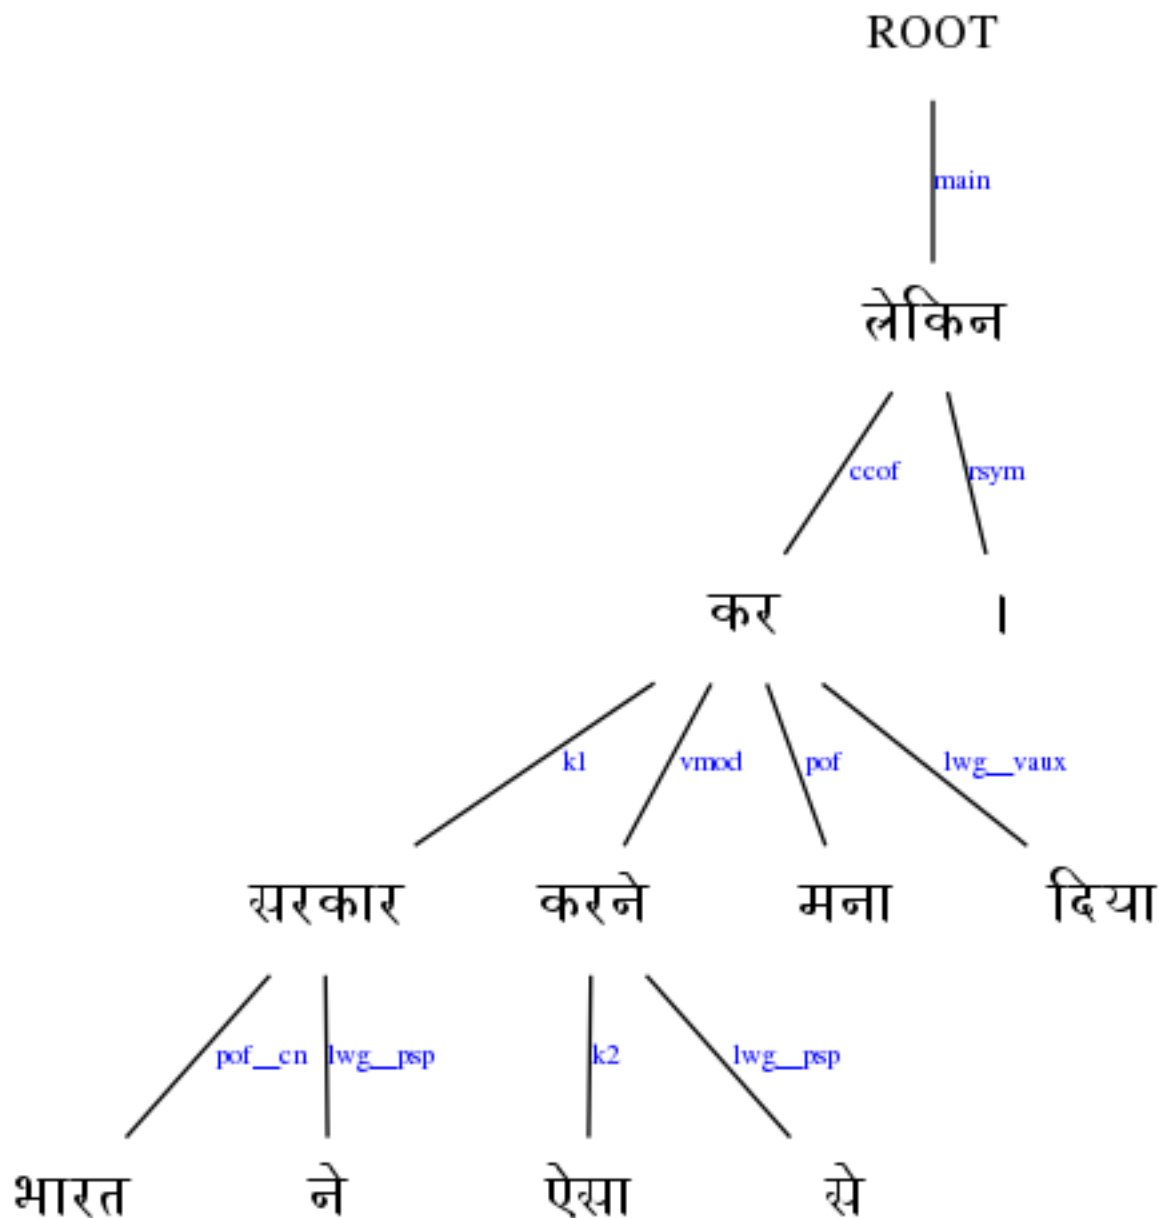 ROOT
main
लेकिन
ccof rsym
कर ।
k1 vmod pof lwg__vaux
सरकार करने मना दिया
pof__cn lwg__psp k2 lwg__psp
भारत ने ऐसा से